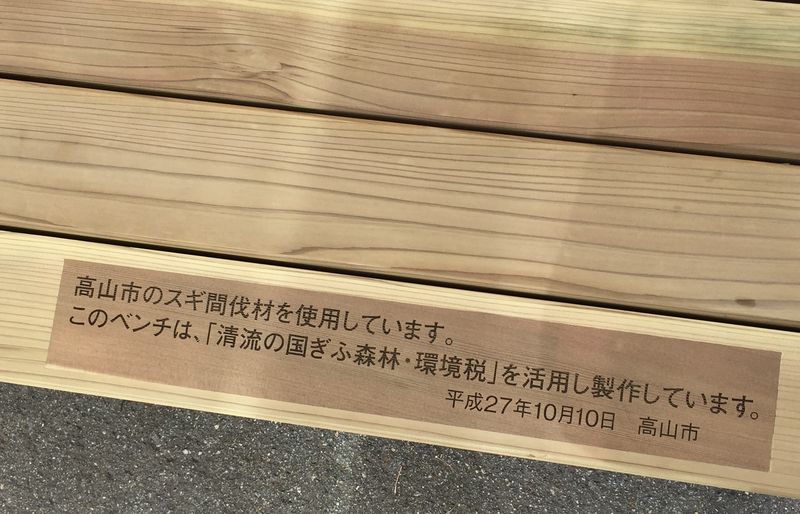 高山市のスギ間伐材を使用しています。
このベンチは、「清流の国ぎふ森林・環境税」を活用し製作しています。
平成27年10月10日　高山市